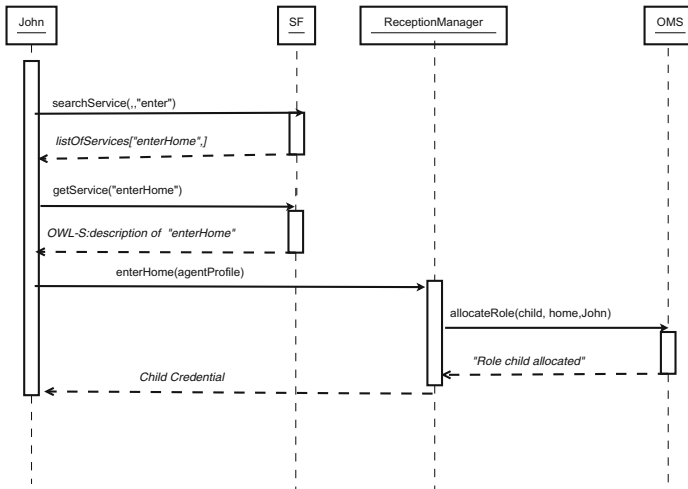 John
SF
ReceptionManager
OMS
searchService(,,"enter")
listOfServices["enterHome",]
getService("enterHome")
OWL-S:description of "enterHome"
enterHome(agentProfile)
allocateRole(child, home,John)
"Role child allocated"
Child Credential